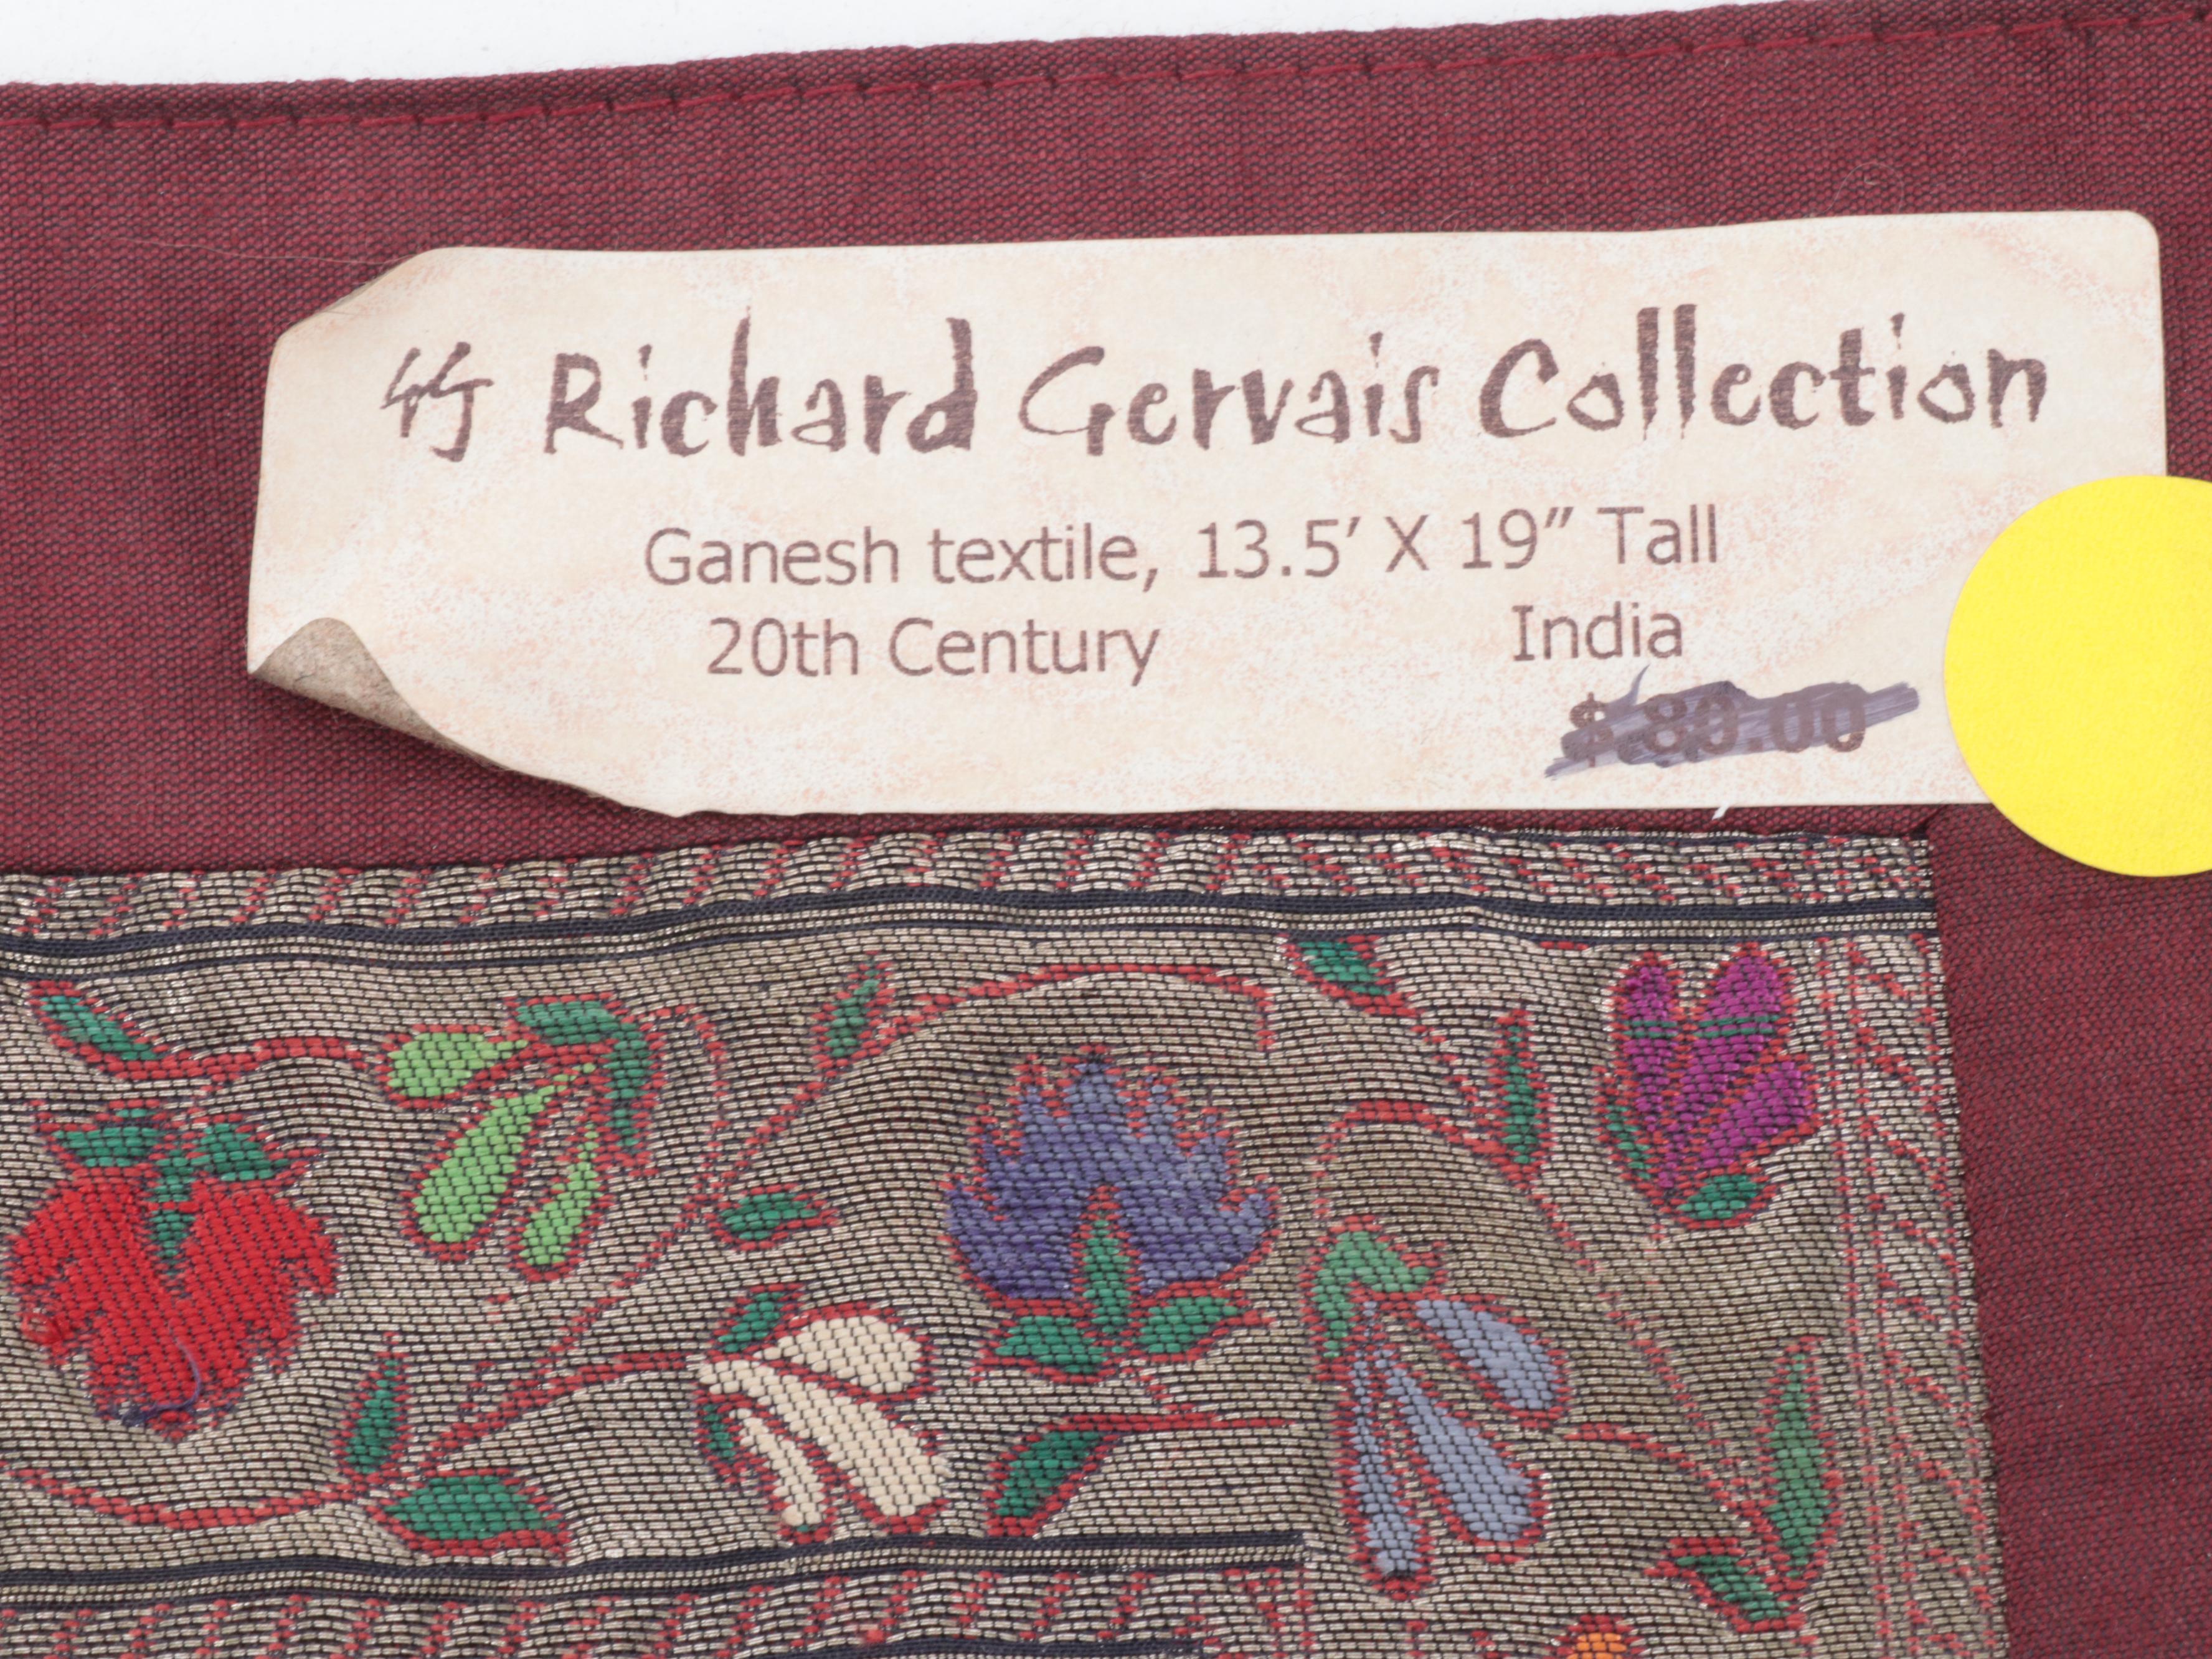 Richard Gervais Collection
Ganesh textile, 13.5’ X 19” Tall
20th Century India
$ 80.00